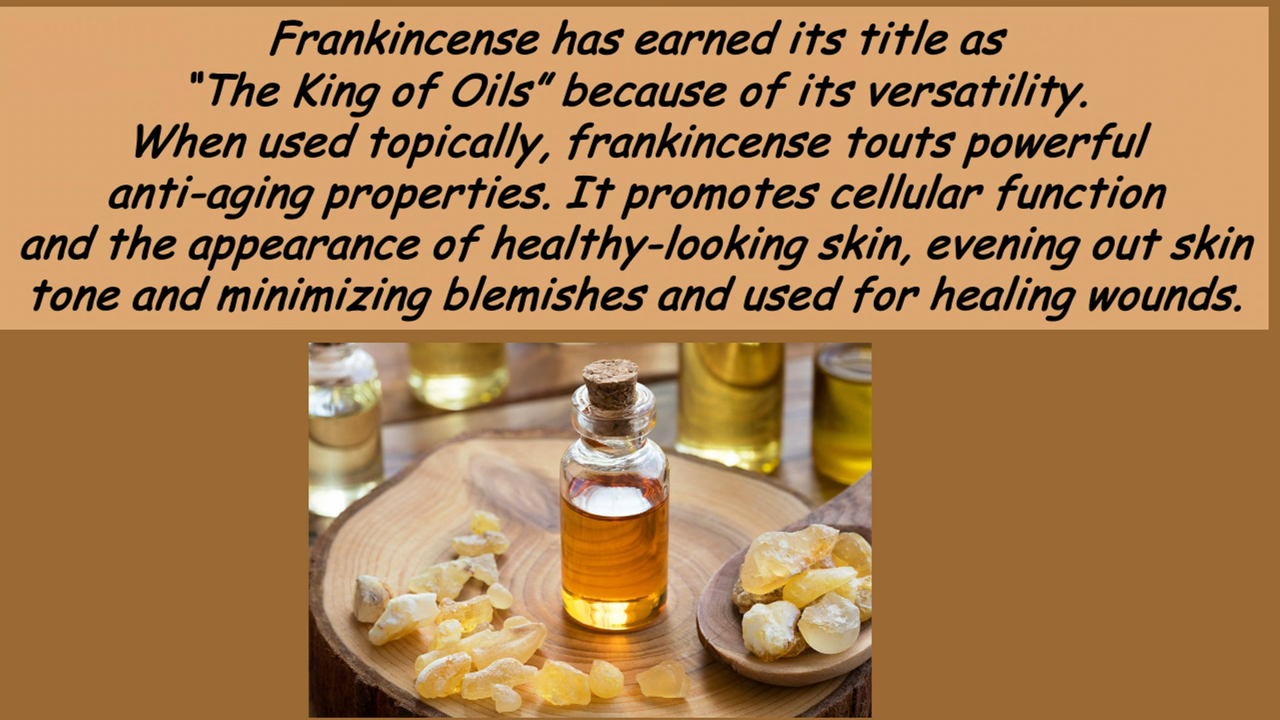 Frankincense has earned its title as
"The King of Oils” because of its versatility.
When used topically, frankincense touts powerful
anti-aging properties. It promotes cellular function
and the appearance of healthy-looking skin, evening out skin
tone and minimizing blemishes and used for healing wounds.